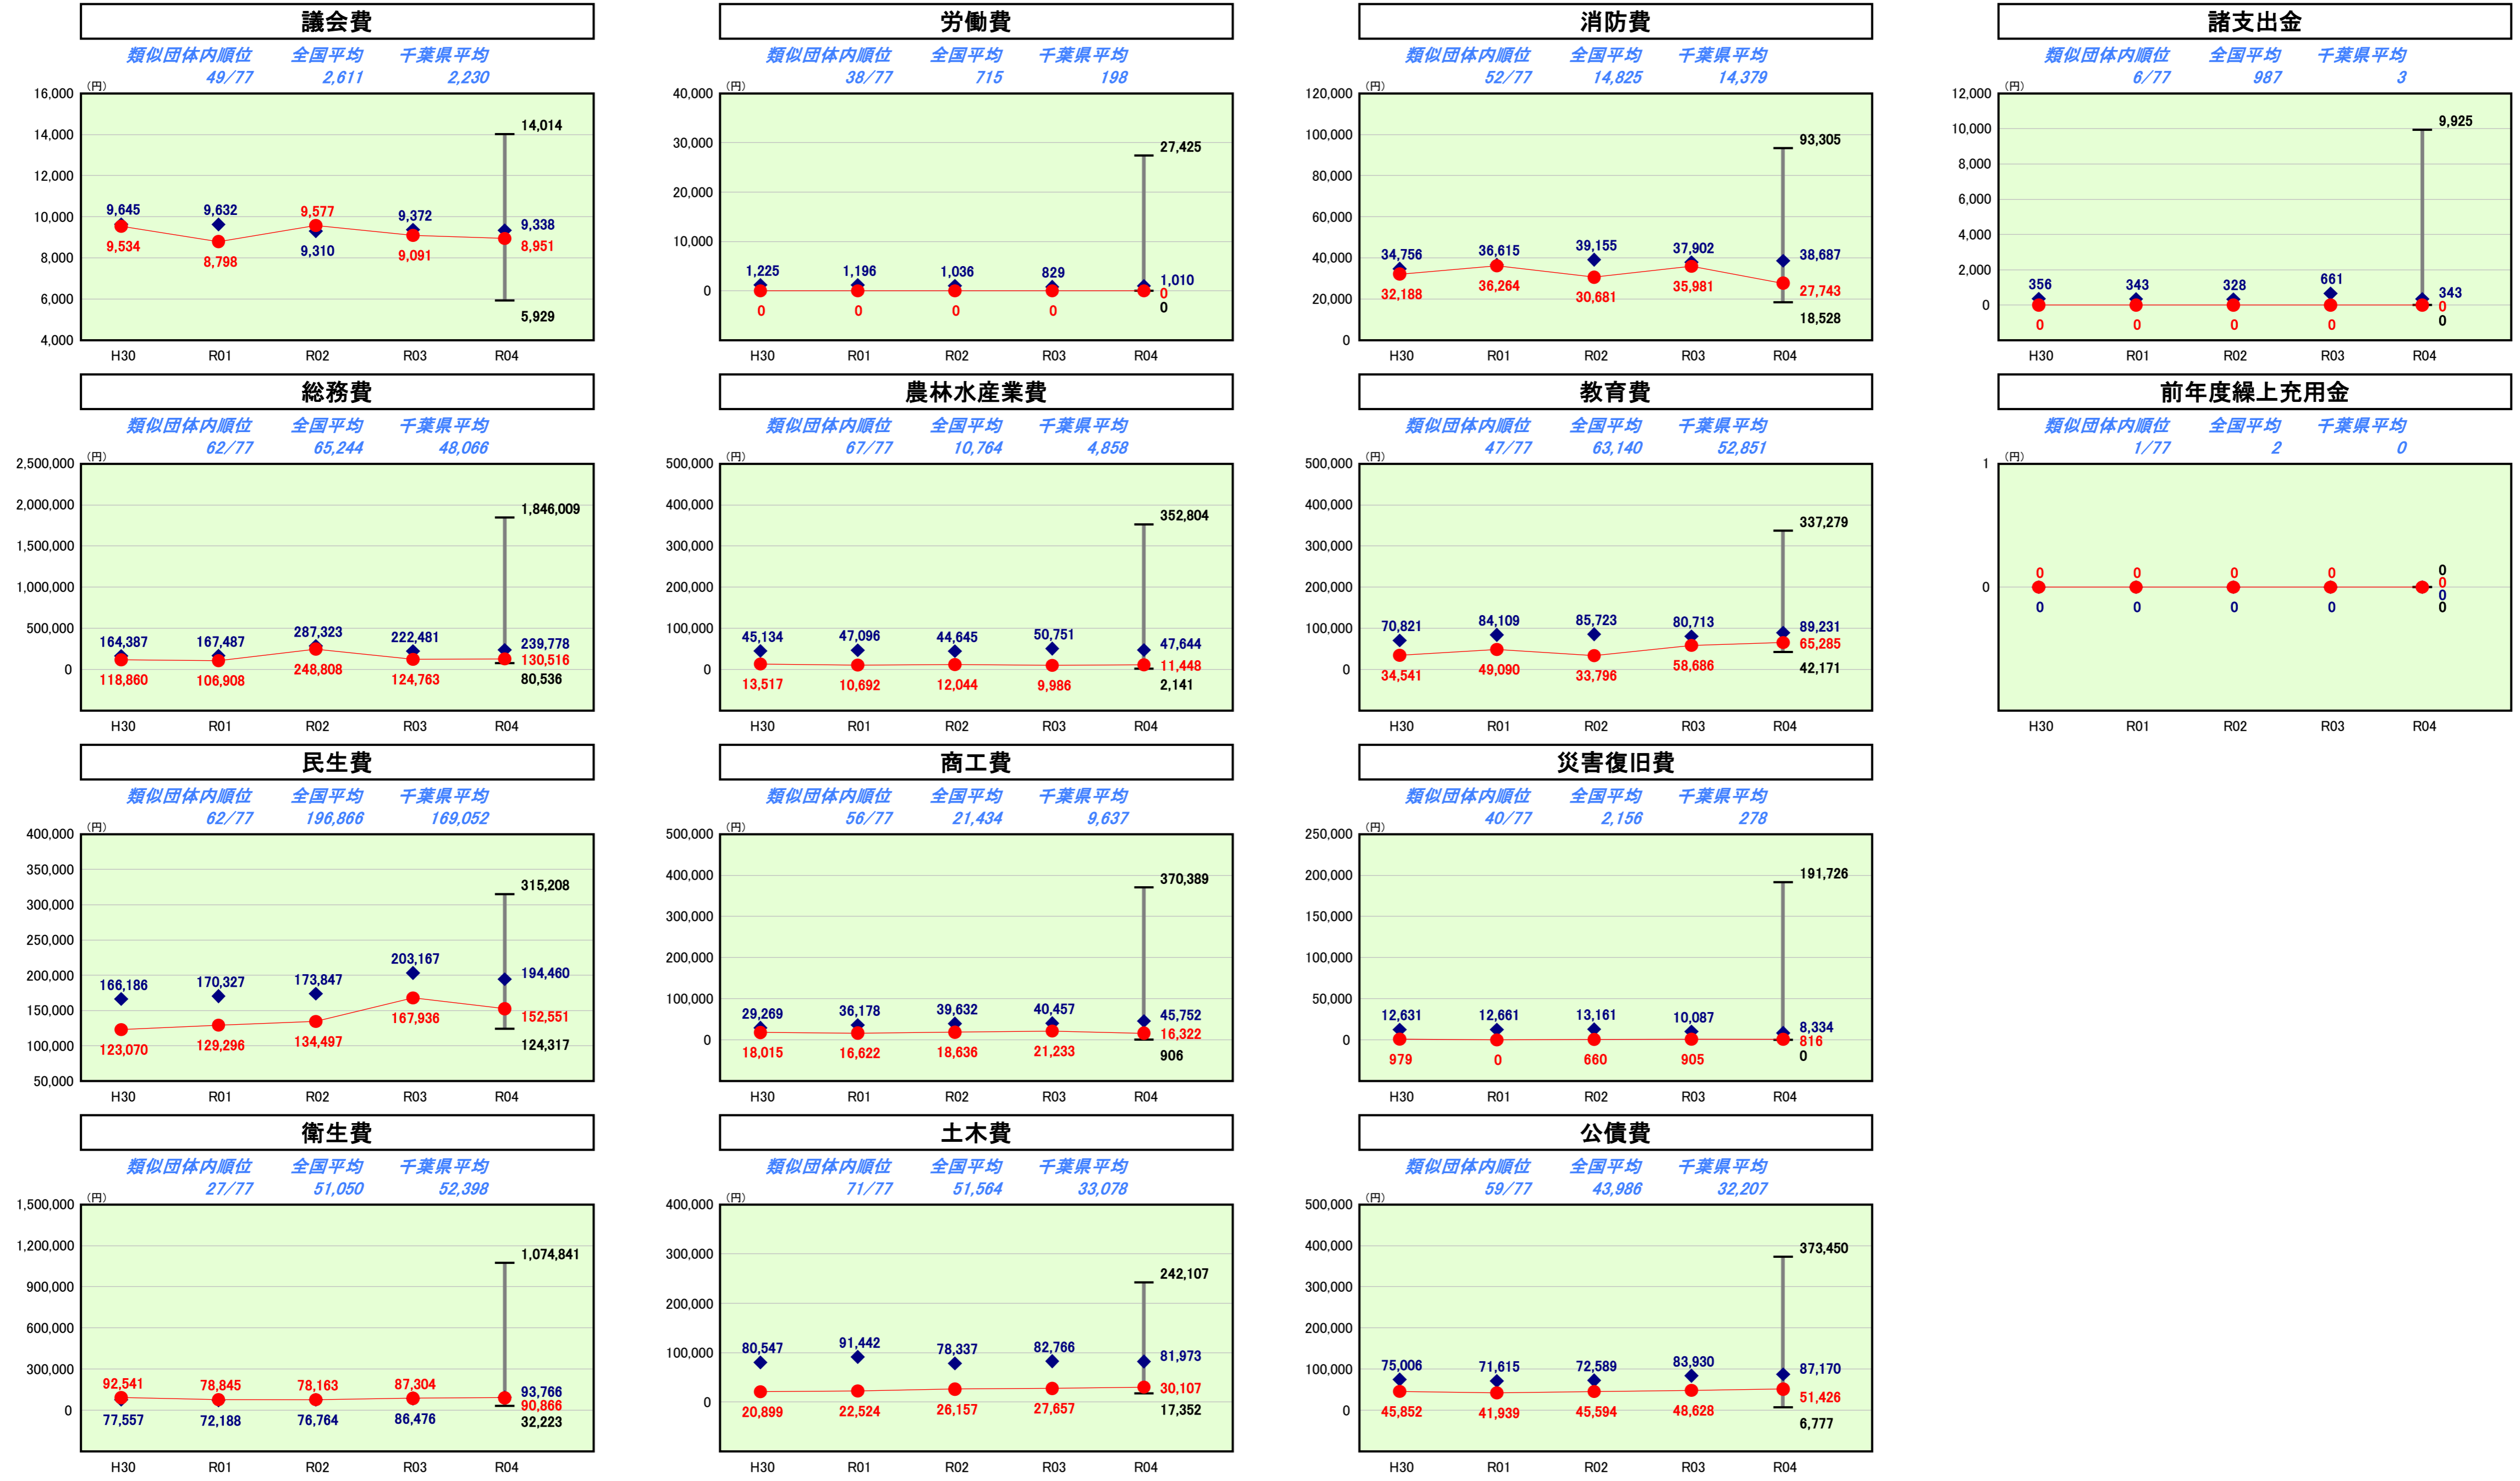 議会費
類似団体内順位 全国平均 千葉県平均
49/77 2,611 2,230
(円)
16,000
14,000
12,000
10,000
8,000
6,000
4,000
14,014
9,645 9,632 9,577 9,372 9,338
9,534 8,798 9,310 9,091 8,951
5,929
H30 R01 R02 R03 R04
労働費
類似団体内順位 全国平均 千葉県平均
38/77 715 198
(円)
40,000
30,000
20,000
10,000
0
27,425
1,225 1,196 1,036 829 1,010
0 0 0 0 0
0
H30 R01 R02 R03 R04
消防費
類似団体内順位 全国平均 千葉県平均
52/77 14,825 14,379
(円)
120,000
100,000
80,000
60,000
40,000
20,000
0
93,305
34,756 36,615 39,155 37,902 38,687
32,188 36,264 30,681 35,981 27,743
18,528
H30 R01 R02 R03 R04
諸支出金
類似団体内順位 全国平均 千葉県平均
6/77 987 3
(円)
12,000
10,000
8,000
6,000
4,000
2,000
0
9,925
356 343 328 661 343
0 0 0 0 0
0
H30 R01 R02 R03 R04
総務費
類似団体内順位 全国平均 千葉県平均
62/77 65,244 48,066
(円)
2,500,000
2,000,000
1,500,000
1,000,000
500,000
0
1,846,009
164,387 167,487 287,323 222,481 239,778
118,860 106,908 248,808 124,763 130,516
80,536
H30 R01 R02 R03 R04
農林水産業費
類似団体内順位 全国平均 千葉県平均
67/77 10,764 4,858
(円)
500,000
400,000
300,000
200,000
100,000
0
352,804
45,134 47,096 44,645 50,751 47,644
13,517 10,692 12,044 9,986 11,448
2,141
H30 R01 R02 R03 R04
教育費
類似団体内順位 全国平均 千葉県平均
47/77 63,140 52,851
(円)
500,000
400,000
300,000
200,000
100,000
0
337,279
70,821 84,109 85,723 80,713 89,231
34,541 49,090 33,796 58,686 65,285
42,171
H30 R01 R02 R03 R04
前年度繰上充用金
類似団体内順位 全国平均 千葉県平均
1/77 2 0
(円)
1
0
0 0 0 0 0
0
0 0 0 0 0
0
H30 R01 R02 R03 R04
民生費
類似団体内順位 全国平均 千葉県平均
62/77 196,866 169,052
(円)
400,000
350,000
300,000
250,000
200,000
150,000
100,000
50,000
315,208
166,186 170,327 173,847 203,167 194,460
123,070 129,296 134,497 167,936 152,551
124,317
H30 R01 R02 R03 R04
商工費
類似団体内順位 全国平均 千葉県平均
56/77 21,434 9,637
(円)
500,000
400,000
300,000
200,000
100,000
0
370,389
29,269 36,178 39,632 40,457 45,752
18,015 16,622 18,636 21,233 16,322
906
H30 R01 R02 R03 R04
災害復旧費
類似団体内順位 全国平均 千葉県平均
40/77 2,156 278
(円)
250,000
200,000
150,000
100,000
50,000
0
191,726
12,631 12,661 13,161 10,087 8,334
979 0 660 905 816
0
H30 R01 R02 R03 R04
衛生費
類似団体内順位 全国平均 千葉県平均
27/77 51,050 52,398
(円)
1,500,000
1,200,000
900,000
600,000
300,000
0
1,074,841
92,541 78,845 78,163 87,304 93,766
90,866
77,557 72,188 76,764 86,476 32,223
H30 R01 R02 R03 R04
土木費
類似団体内順位 全国平均 千葉県平均
71/77 51,564 33,078
(円)
400,000
300,000
200,000
100,000
0
242,107
80,547 91,442 78,337 82,766 81,973
20,899 22,524 26,157 27,657 30,107
17,352
H30 R01 R02 R03 R04
公債費
類似団体内順位 全国平均 千葉県平均
59/77 43,986 32,207
(円)
500,000
400,000
300,000
200,000
100,000
0
373,450
75,006 71,615 72,589 83,930 87,170
45,852 41,939 45,594 48,628 51,426
6,777
H30 R01 R02 R03 R04